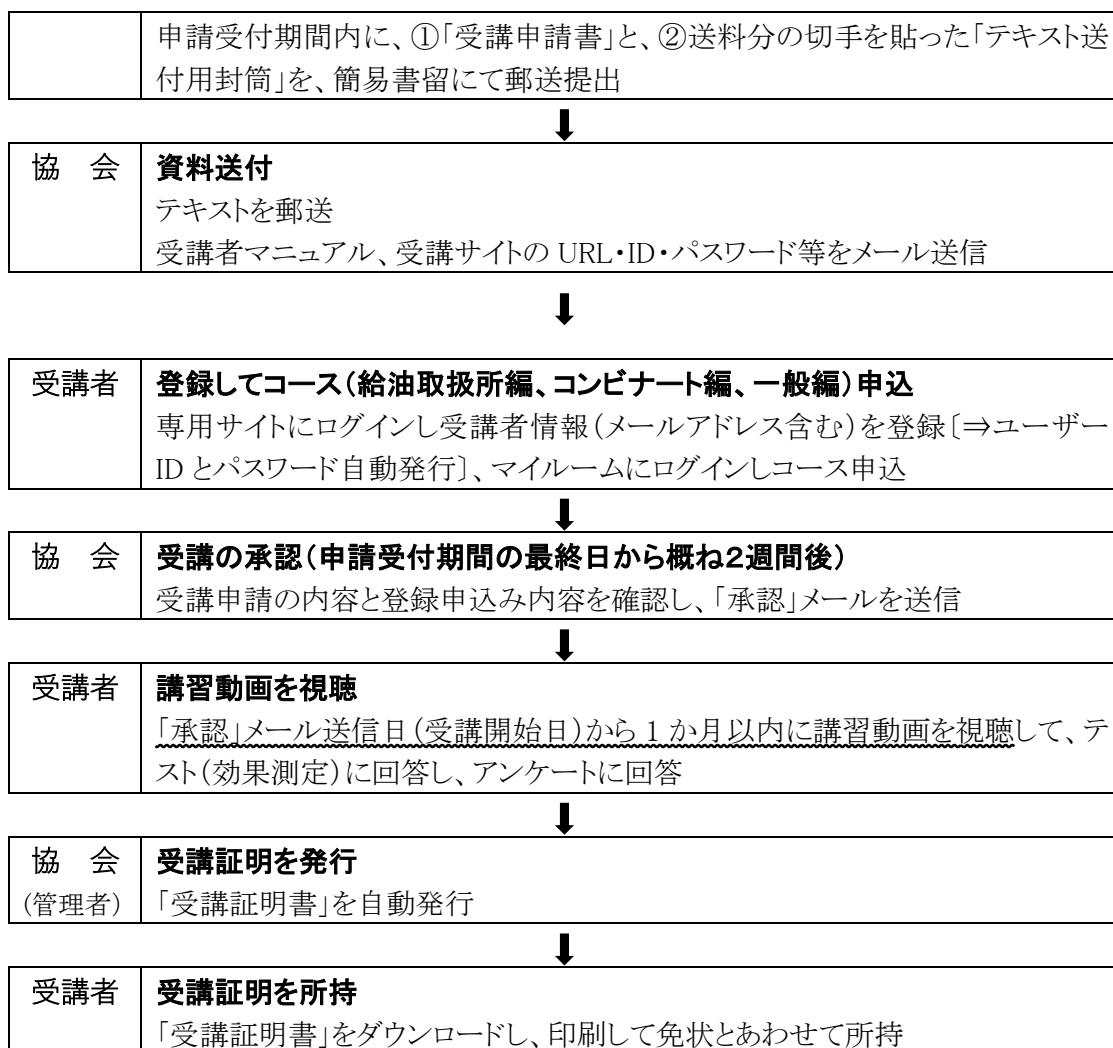 申請受付期間内に、①「受講申請書」と、②送料分の切手を貼った「テキスト送
付用封筒」を、簡易書留にて郵送提出
⬇
協　会 資料送付
テキストを郵送
受講者マニュアル、受講サイトの URL・ID・パスワード等をメール送信
⬇
受講者 登録してコース（給油取扱所編、コンビナート編、一般編）申込
専用サイトにログインし受講者情報（メールアドレス含む）を登録〔⇒ユーザー
ID とパスワード自動発行〕、マイルームにログインしコース申込
⬇
協　会 受講の承認（申請受付期間の最終日から概ね２週間後）
受講申請の内容と登録申込み内容を確認し、「承認」メールを送信
⬇
受講者 講習動画を視聴
「承認」メール送信日（受講開始日）から 1 か月以内に講習動画を視聴して、テ
スト（効果測定）に回答し、アンケートに回答
⬇
協　会 受講証明を発行
（管理者） 「受講証明書」を自動発行
⬇
受講者 受講証明を所持
「受講証明書」をダウンロードし、印刷して免状とあわせて所持